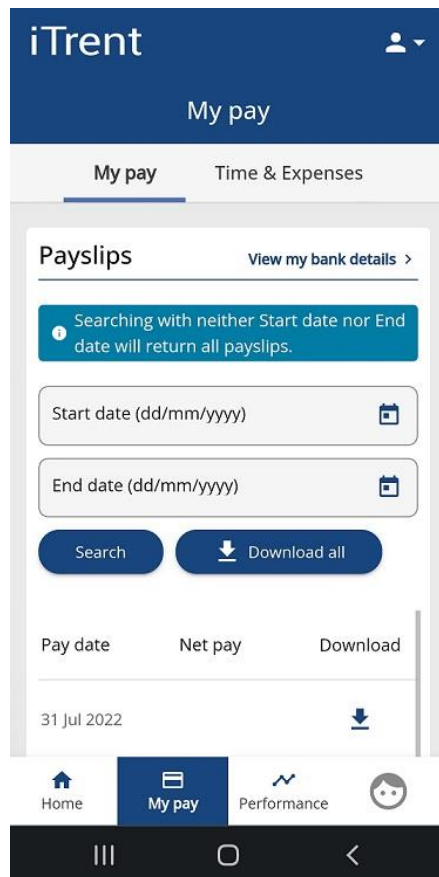 iTrent
My pay
My pay Time & Expenses
Payslips View my bank details >
Searching with neither Start date nor End
date will return all payslips.
Start date (dd/mm/yyyy)
End date (dd/mm/yyyy)
Search Download all
Pay date Net pay Download
31 Jul 2022
Home My pay Performance